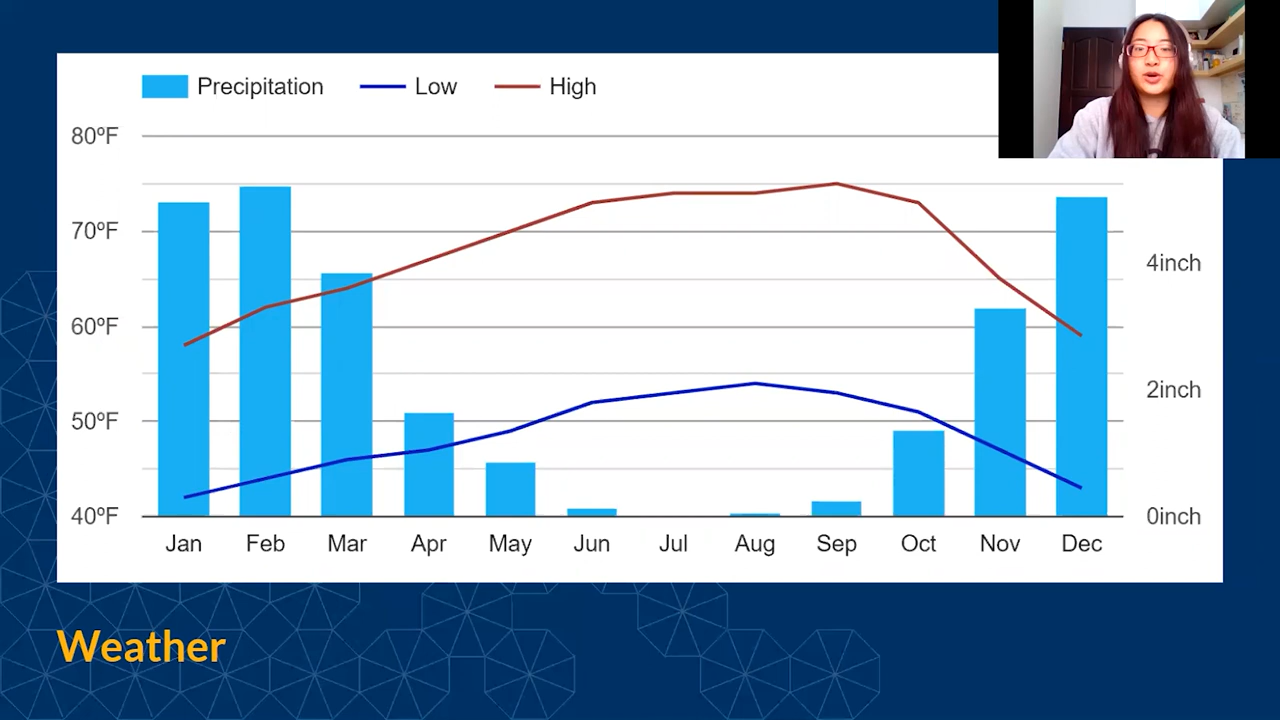 Precipitation Low High
80ºF
70ºF
60ºF
50ºF
40ºF
4inch
2inch
0inch
Jan Feb Mar Apr May Jun Jul Aug Sep Oct Nov Dec
Weather